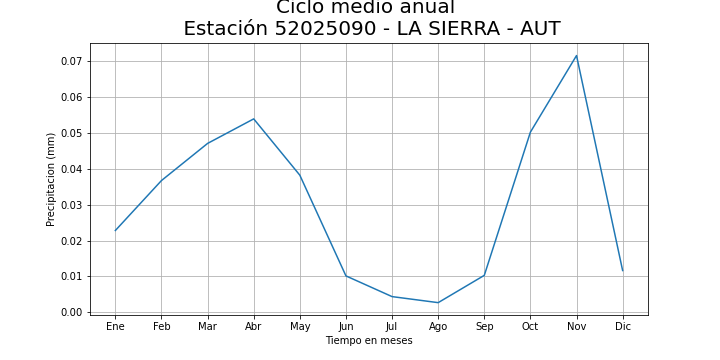 Ciclo medio anual
Estación 52025090 - LA SIERRA - AUT
0.07
0.06
0.05
0.04
0.03
0.02
0.01
0.00
Precipitacion (mm)
Ene Feb Mar Abr May Jun Jul Ago Sep Oct Nov Dic
Tiempo en meses